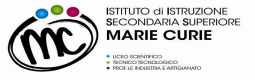 mc
ISTITUTO di ISTRUZIONE
SECONDARIA SUPERIORE
MARIE CURIE
LICEO SCIENTIFICO
TECNICO TECNOLOGICO
PROF.LE INDUSTRIA E ARTIGIANATO